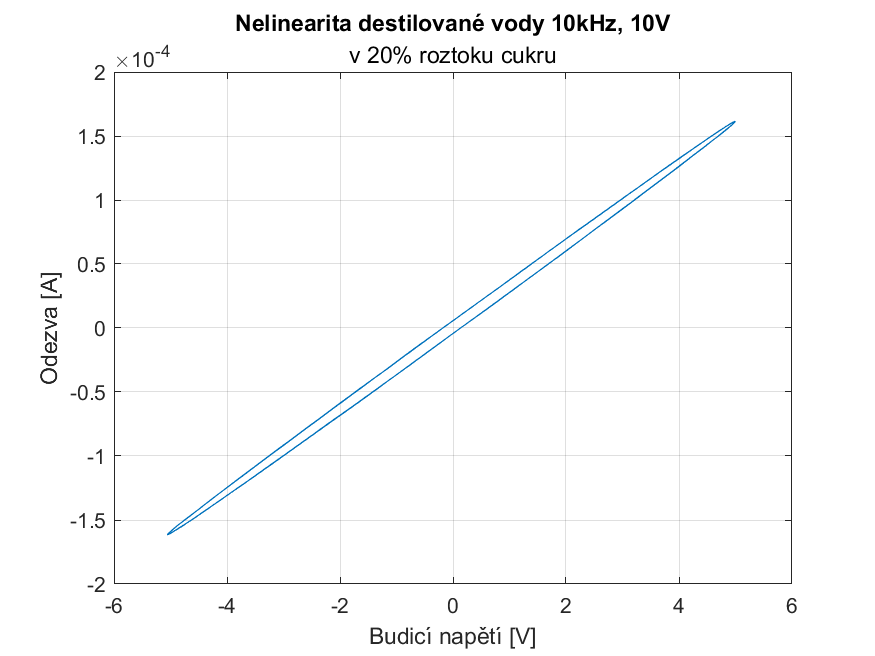 Nelinearita destilované vody 10kHz, 10V
v 20% roztoku cukru
×10-4
2
1.5
1
0.5
0
-0.5
-1
-1.5
-2
Odezva [A]
-6 -4 -2 0 2 4 6
Budicí napětí [V]